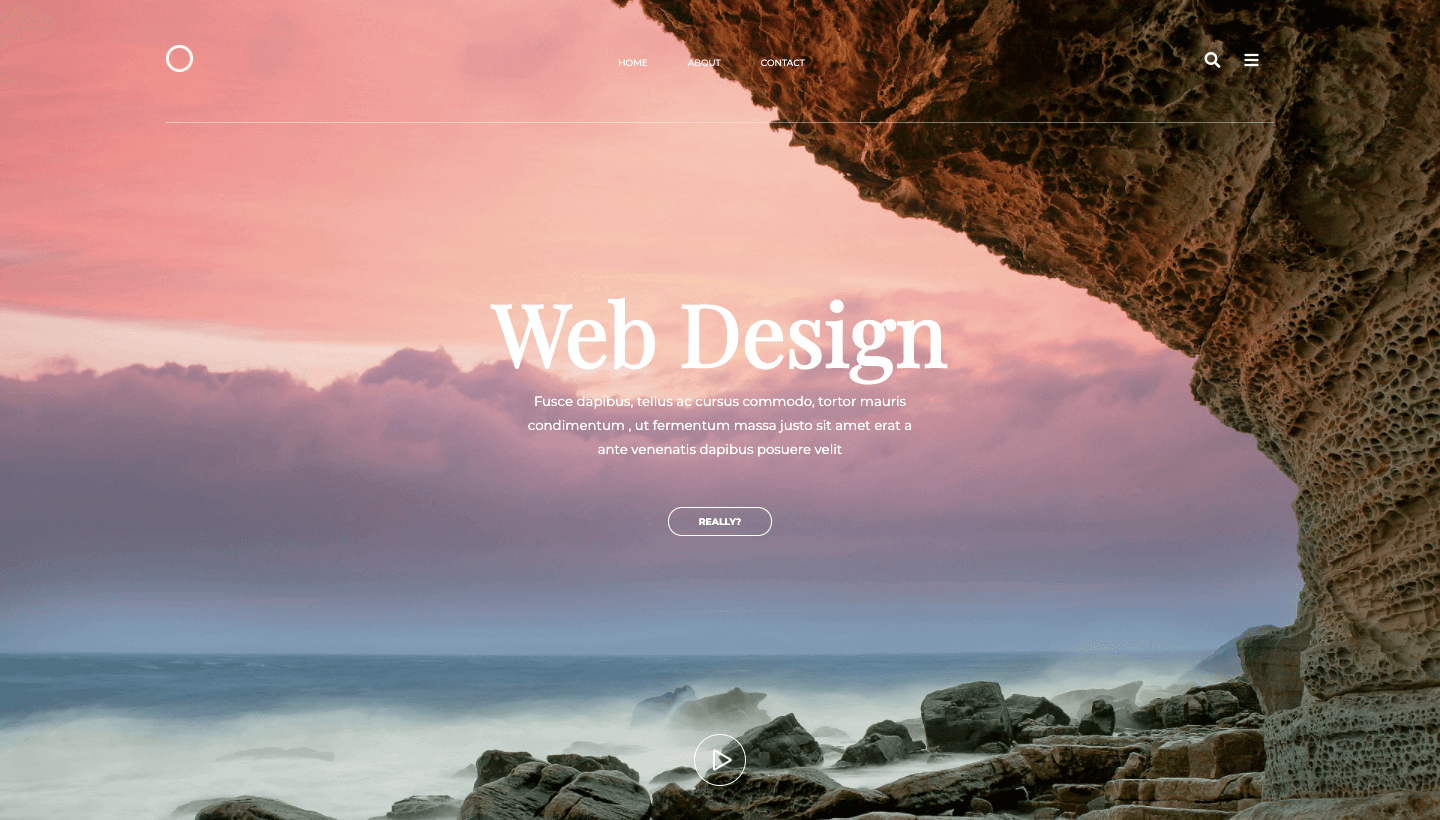 HOME ABOUT CONTACT
Web Design
Fusce dapibus, tellus ac cursus commodo, tortor mauris
condimentum , ut fermentum massa justo sit amet erat a
ante venenatis dapibus posuere velit
REALLY?